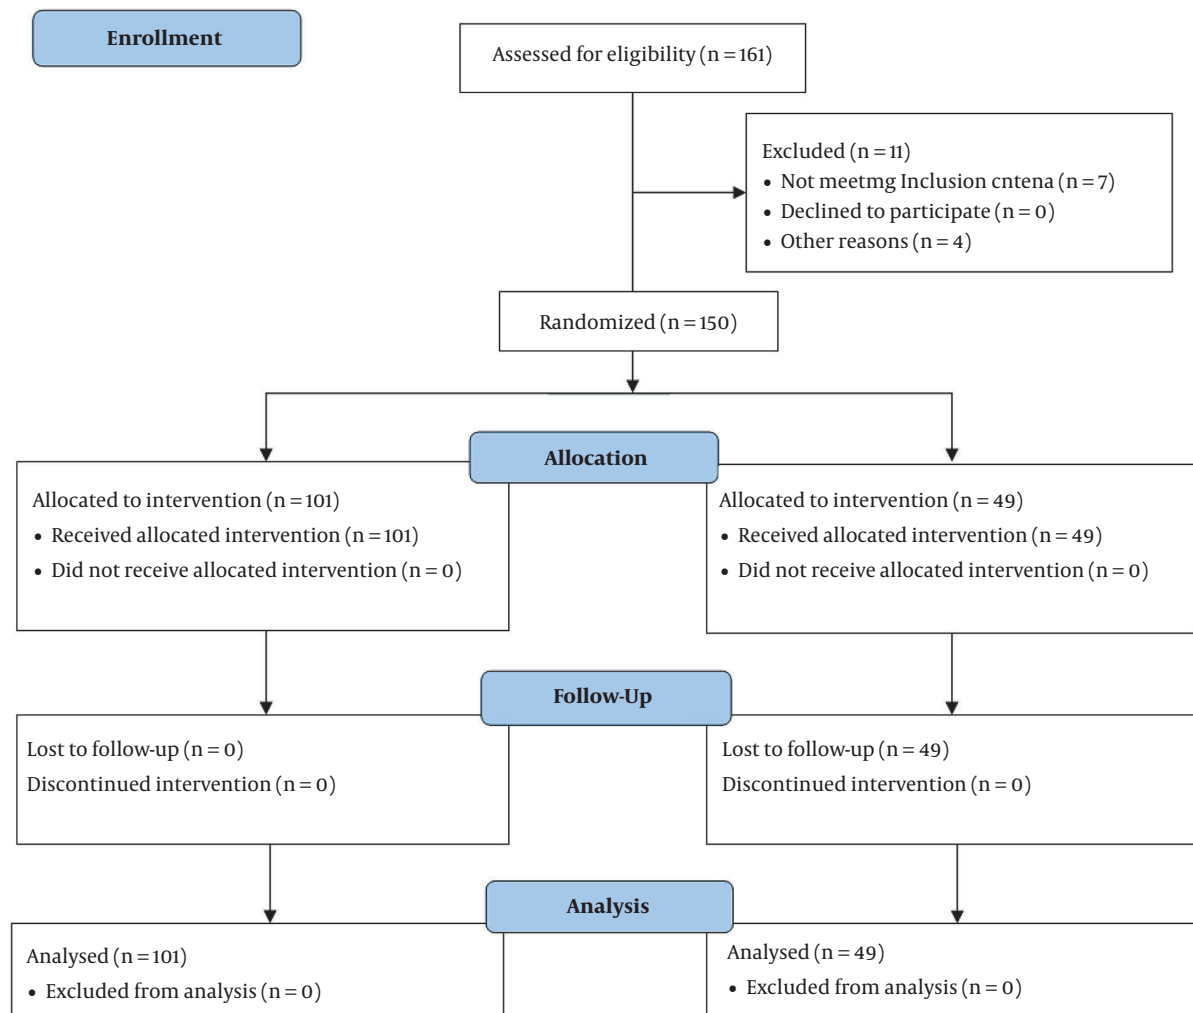 Enrollment
Assessed for eligibility (n = 161)
Excluded (n = 11)
• Not meetmg Inclusion cntena (n = 7)
• Declined to participate (n = 0)
• Other reasons (n = 4)
Randomized (n = 150)
Allocation
Allocated to intervention (n = 101)
• Received allocated intervention (n = 101)
• Did not receive allocated intervention (n = 0)
Allocated to intervention (n = 49)
• Received allocated intervention (n = 49)
• Did not receive allocated intervention (n = 0)
Follow-Up
Lost to follow-up (n = 0)
Discontinued intervention (n = 0)
Lost to follow-up (n = 49)
Discontinued intervention (n = 0)
Analysis
Analysed (n = 101)
• Excluded from analysis (n = 0)
Analysed (n = 49)
• Excluded from analysis (n = 0)